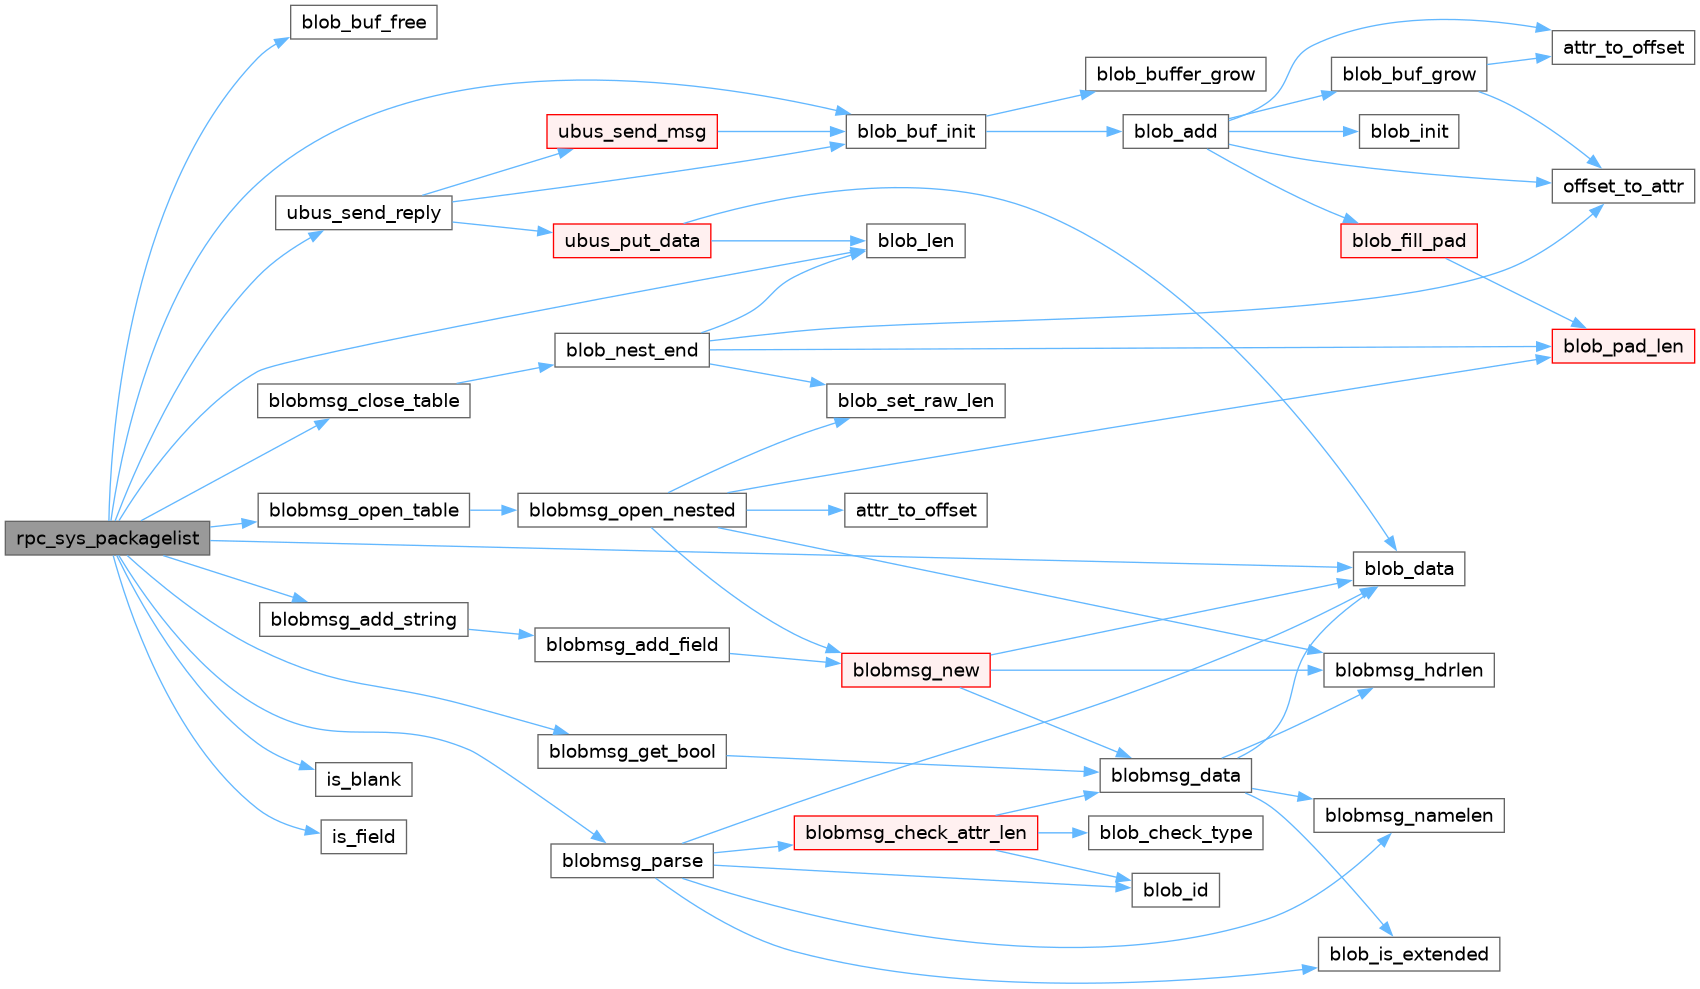 blob_buf_free
attr_to_offset
blob_buffer_grow
blob_buf_grow
ubus_send_msg
blob_buf_init
blob_add
blob_init
offset_to_attr
ubus_send_reply
ubus_put_data
blob_len
blob_fill_pad
blob_nest_end
blob_pad_len
blobmsg_close_table
blob_set_raw_len
blobmsg_open_table
blobmsg_open_nested
attr_to_offset
rpc_sys_packagelist
blob_data
blobmsg_add_string
blobmsg_add_field
blobmsg_new
blobmsg_hdrlen
blobmsg_get_bool
is_blank
blobmsg_data
blobmsg_namelen
is_field
blobmsg_check_attr_len
blob_check_type
blobmsg_parse
blob_id
blob_is_extended